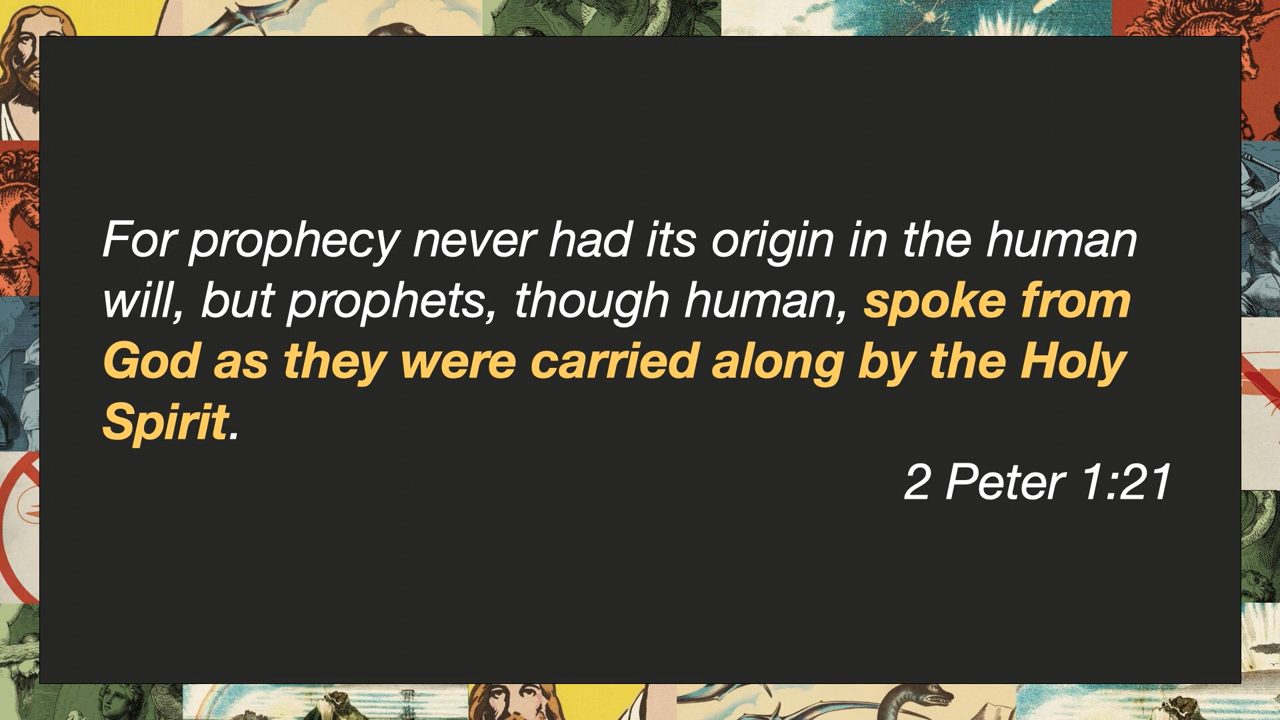 For prophecy never had its origin in the human
will, but prophets, though human, spoke from
God as they were carried along by the Holy
Spirit.
2 Peter 1:21